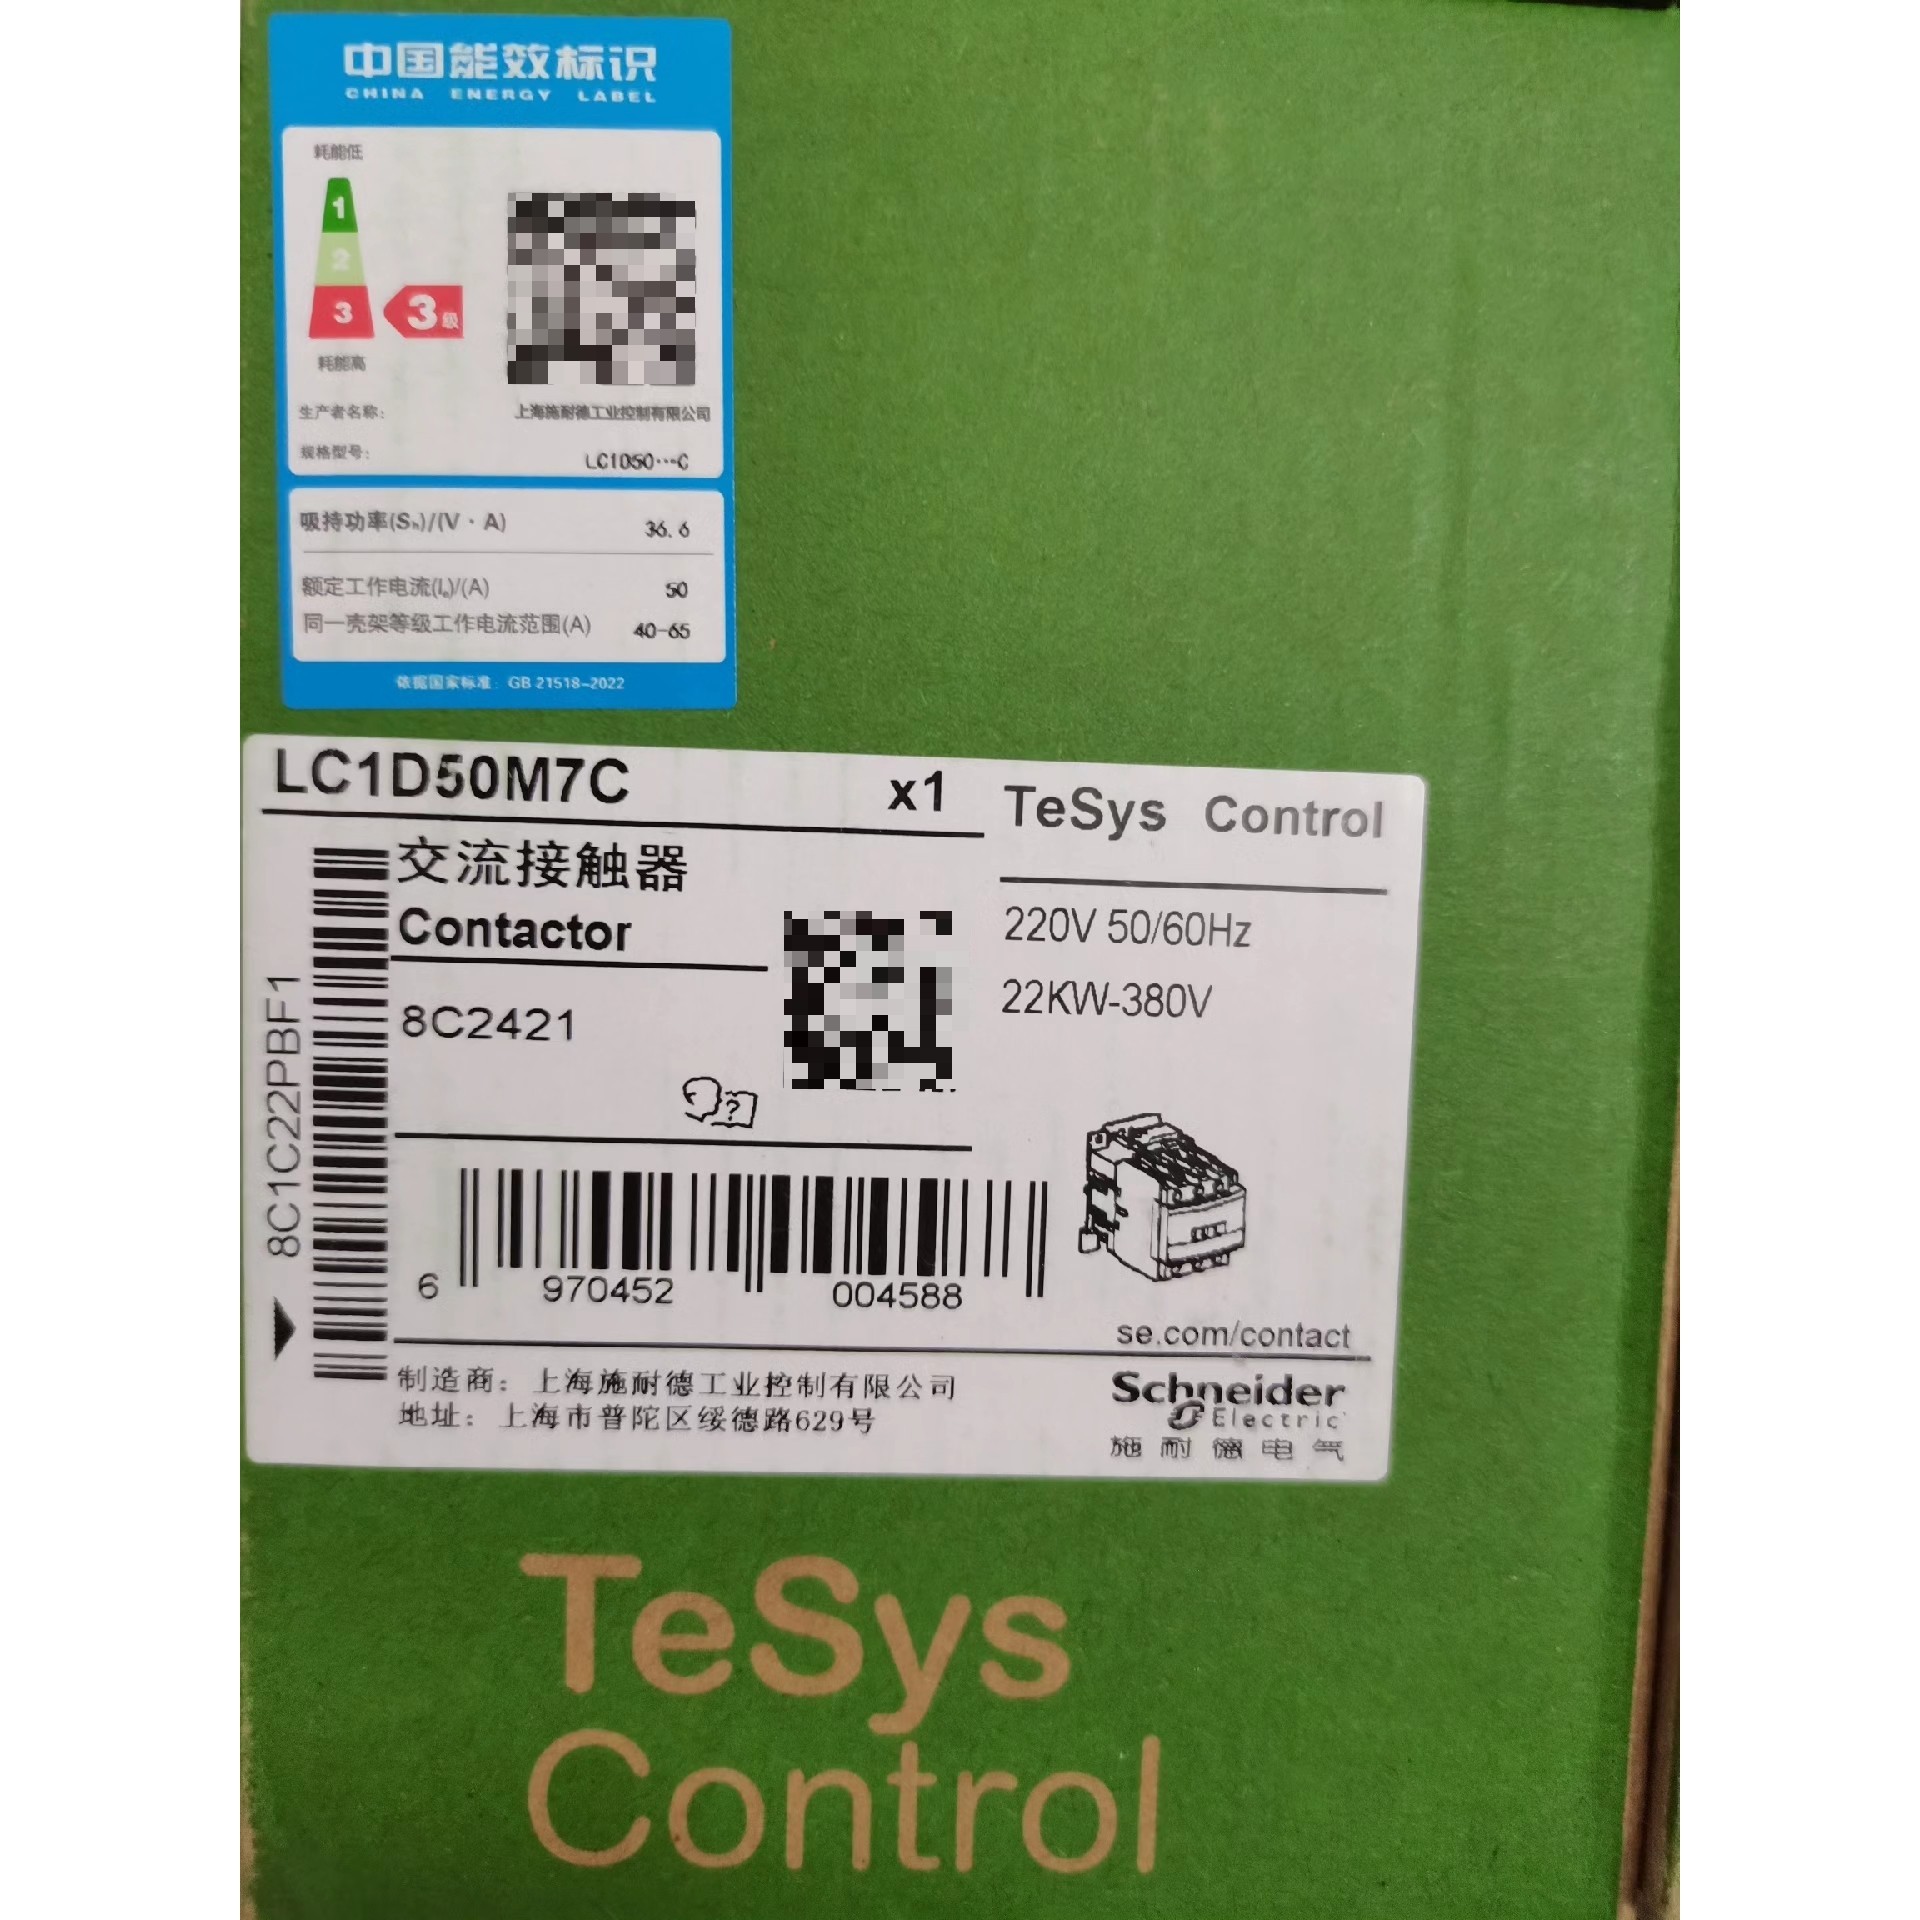 中国能效标识
CHINA ENERGY LABEL
耗能低
1
2
3
3级
耗能高
生产者名称: 上海施耐德工业控制有限公司
规格型号: LC1D50···C
吸持功率(Sh)/(V·A) 36.6
额定工作电流(Ie)/(A) 50
同一壳架等级工作电流范围(A) 40-65
依据国家标准: GB 21518-2022
LC1D50M7C x1
TeSys Control
交流接触器
Contactor
220V 50/60Hz
22KW-380V
8C2421
?
8C1C22PBF1
6 970452 004588
se.com/contact
制造商: 上海施耐德工业控制有限公司
地址: 上海市普陀区绥德路629号
Schneider
Electric
施耐德电气
TeSys
Control